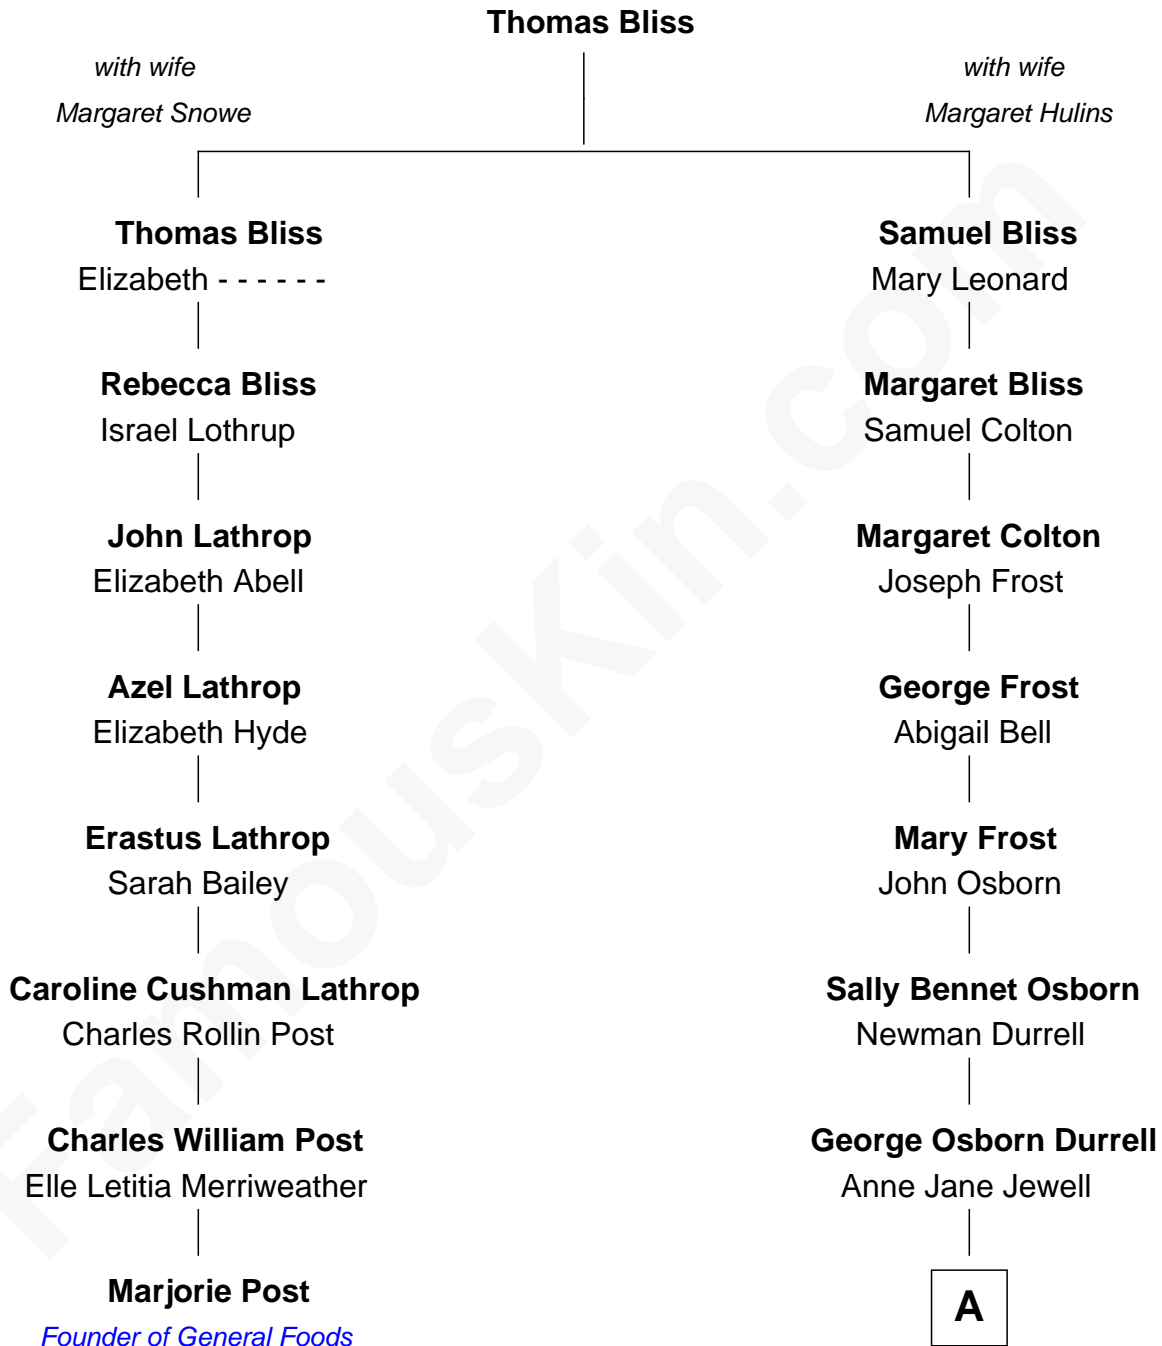 Thomas Bliss
with wife
Margaret Snowe
with wife
Margaret Hulins
Thomas Bliss
Elizabeth - - - - - -
Samuel Bliss
Mary Leonard
Rebecca Bliss
Israel Lothrup
Margaret Bliss
Samuel Colton
John Lathrop
Elizabeth Abell
Margaret Colton
Joseph Frost
Azel Lathrop
Elizabeth Hyde
George Frost
Abigail Bell
Erastus Lathrop
Sarah Bailey
Mary Frost
John Osborn
Caroline Cushman Lathrop
Charles Rollin Post
Sally Bennet Osborn
Newman Durrell
Charles William Post
Elle Letitia Merriweather
George Osborn Durrell
Anne Jane Jewell
Marjorie Post
Founder of General Foods
A
FamousKin.com